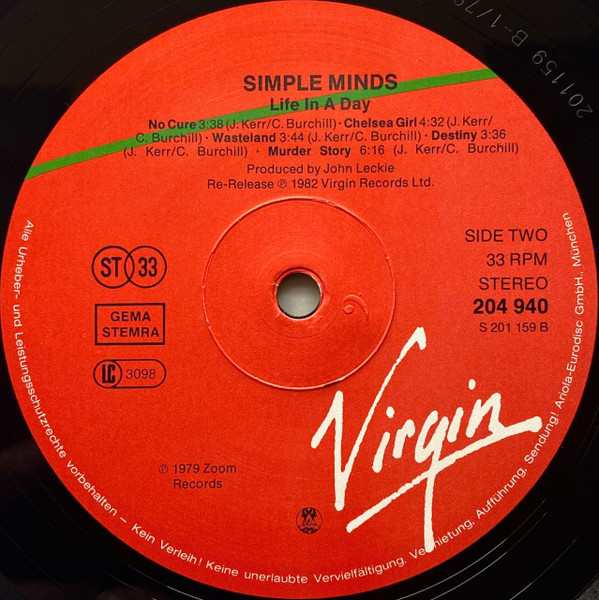 SIMPLE MINDS
Life In A Day
No Cure 3:38 (J. Kerr/C. Burchill) · Chelsea Girl 4:32 (J. Kerr/
C. Burchill) · Wasteland 3:44 (J. Kerr/C. Burchill) · Destiny 3:36
(J. Kerr/C. Burchill) · Murder Story 6:16 (J. Kerr/C. Burchill)
Produced by John Leckie
Re-Release ℗ 1982 Virgin Records Ltd.
SIDE TWO
33 RPM
STEREO
204 940
S 201 159 B
ST 33
GEMA
STEMRA
LC 3098
Virgin
℗ 1979 Zoom
Records
Alle Urheber- und Leistungsschutzrechte vorbehalten – Kein Verleih! Keine unerlaubte Vervielfältigung, Vermietung, Aufführung, Sendung! Ariola-Eurodisc GmbH., München
201159 B-1/79